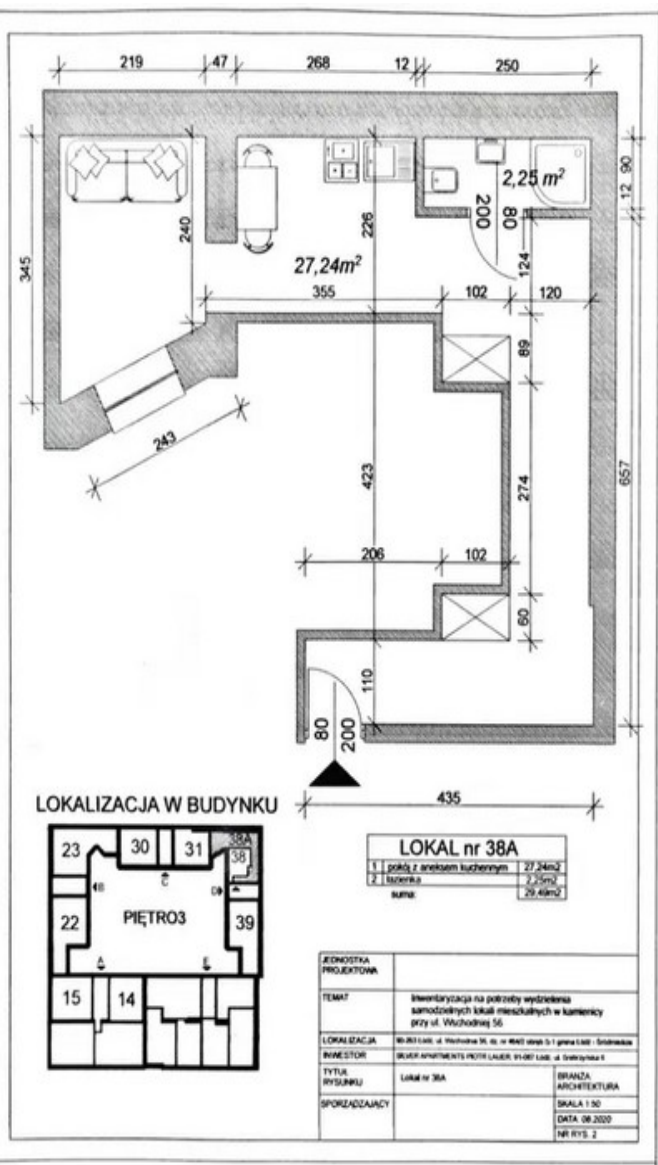 219 47 268 12 250
345
240
226
2,25 m²
200
80
90
12
27,24m²
124
355 102 120
89
243
423
274
657
206 102
60
110
80
200
435
LOKALIZACJA W BUDYNKU
23 30 31 38A
38
C
B D
22 PIĘTRO3 39
A E
15 14
LOKAL nr 38A
1 pokój z aneksem kuchennym 27,24m2
2 łazienka 2,25m2
suma: 29,49m2
JEDNOSTKA
PROJEKTOWA
TEMAT
Inwentaryzacja na potrzeby wydzielenia
samodzielnych lokali mieszkalnych w kamienicy
przy ul. Wschodniej 56
LOKALIZACJA
INWESTOR
TYTUŁ
RYSUNKU
Lokal nr 38A
BRANŻA
ARCHITEKTURA
SPORZĄDZAJĄCY
SKALA 1:50
DATA 08.2020
NR RYS. 2